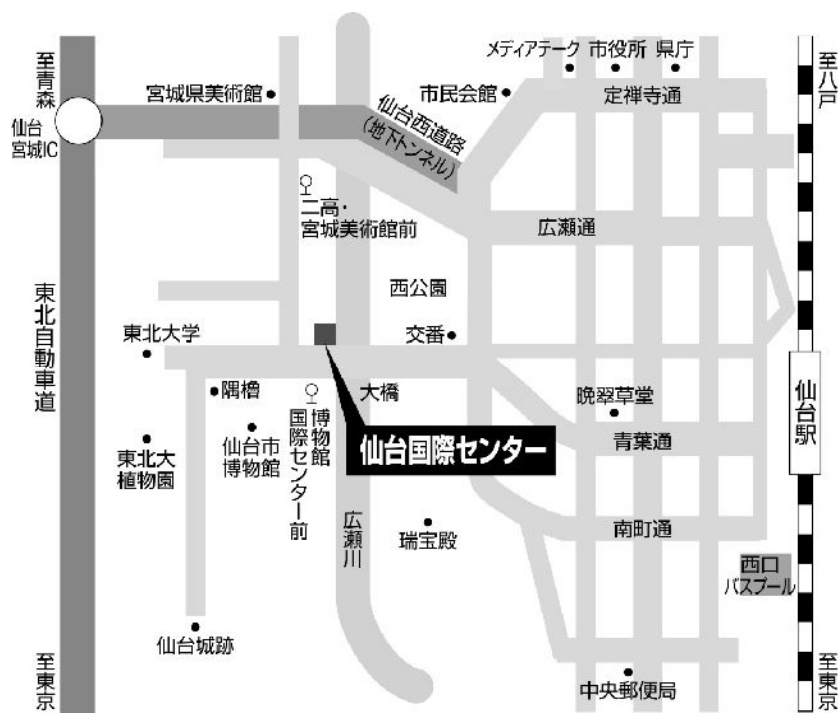 メディアテーク 市役所 県庁
至青森
至八戸
宮城県美術館
市民会館
定禅寺通
仙台
宮城IC
仙台西道路
(地下トンネル)
二高・
宮城美術館前
広瀬通
西公園
東北自動車道
東北大学
交番
隅櫓
大橋
晩翠草堂
仙台駅
博物館
国際センター前
仙台市
博物館
東北大
植物園
仙台国際センター
青葉通
広瀬川
瑞宝殿
南町通
西口
バスプール
仙台城跡
中央郵便局
至東京
至東京